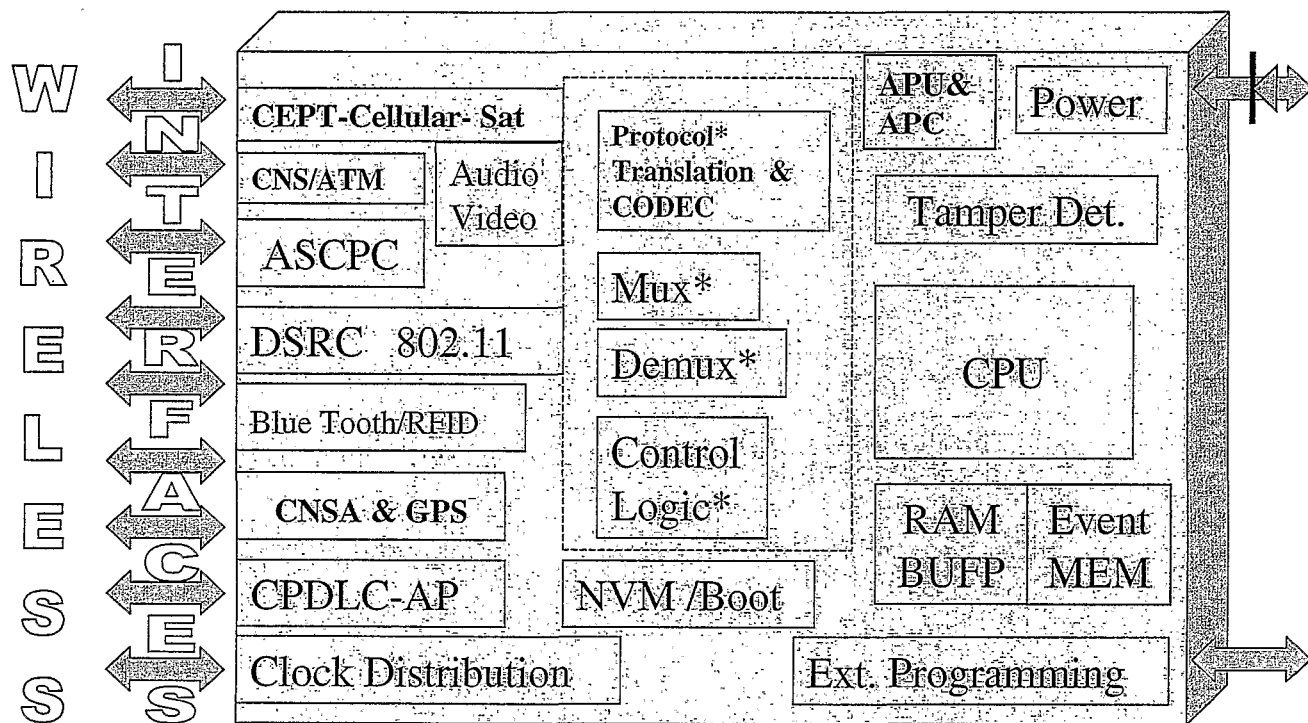 WIRELESS
INTERFACES
CEPT-Cellular- Sat
CNS/ATM
Audio
Video
ASCPC
DSRC 802.11
Blue Tooth/RFID
CNSA & GPS
CPDLC-AP
Clock Distribution
Protocol*
Translation &
CODEC
Mux*
Demux*
Control
Logic*
NVM /Boot
APU&
APC
Power
Tamper Det.
CPU
RAM
BUFP
Event
MEM
Ext. Programming